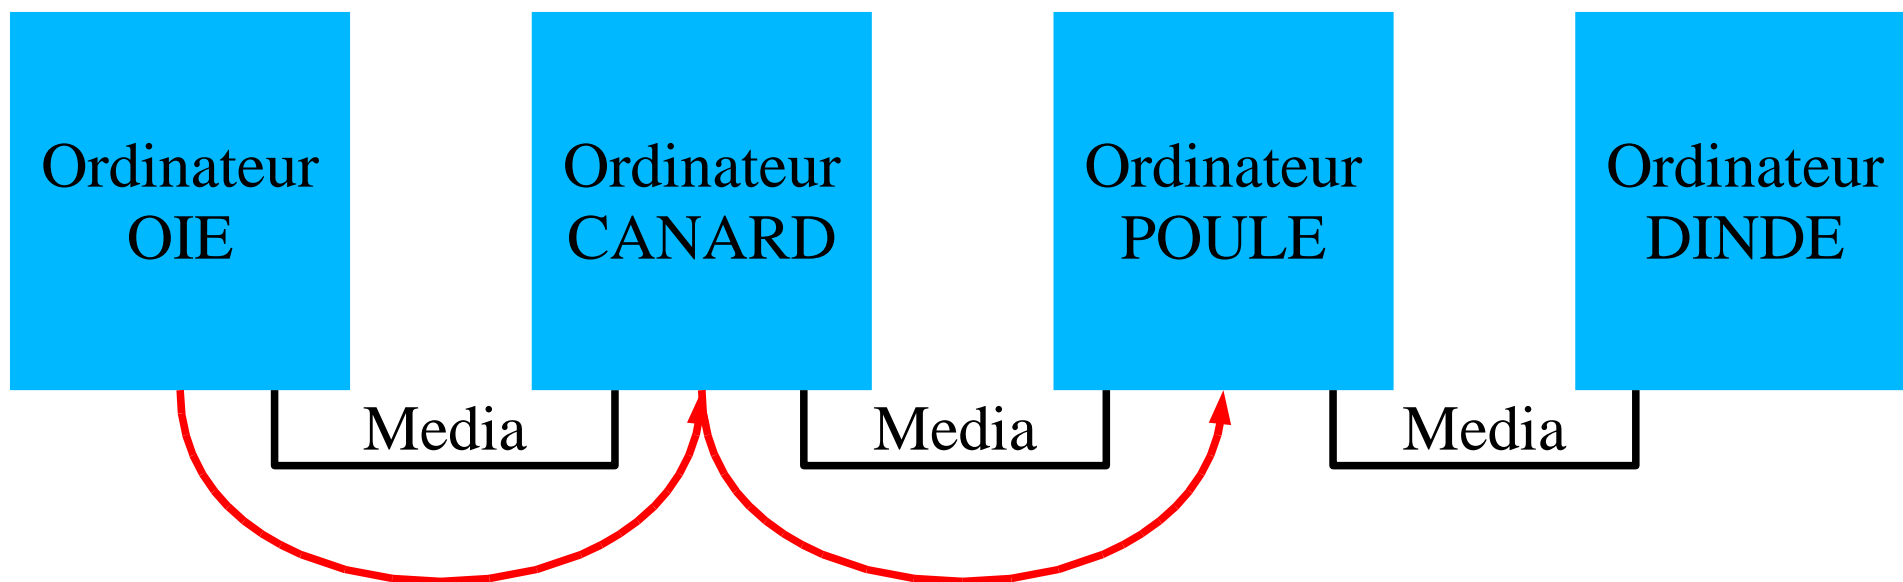 Ordinateur
OIE
Ordinateur
CANARD
Ordinateur
POULE
Ordinateur
DINDE
Media
Media
Media